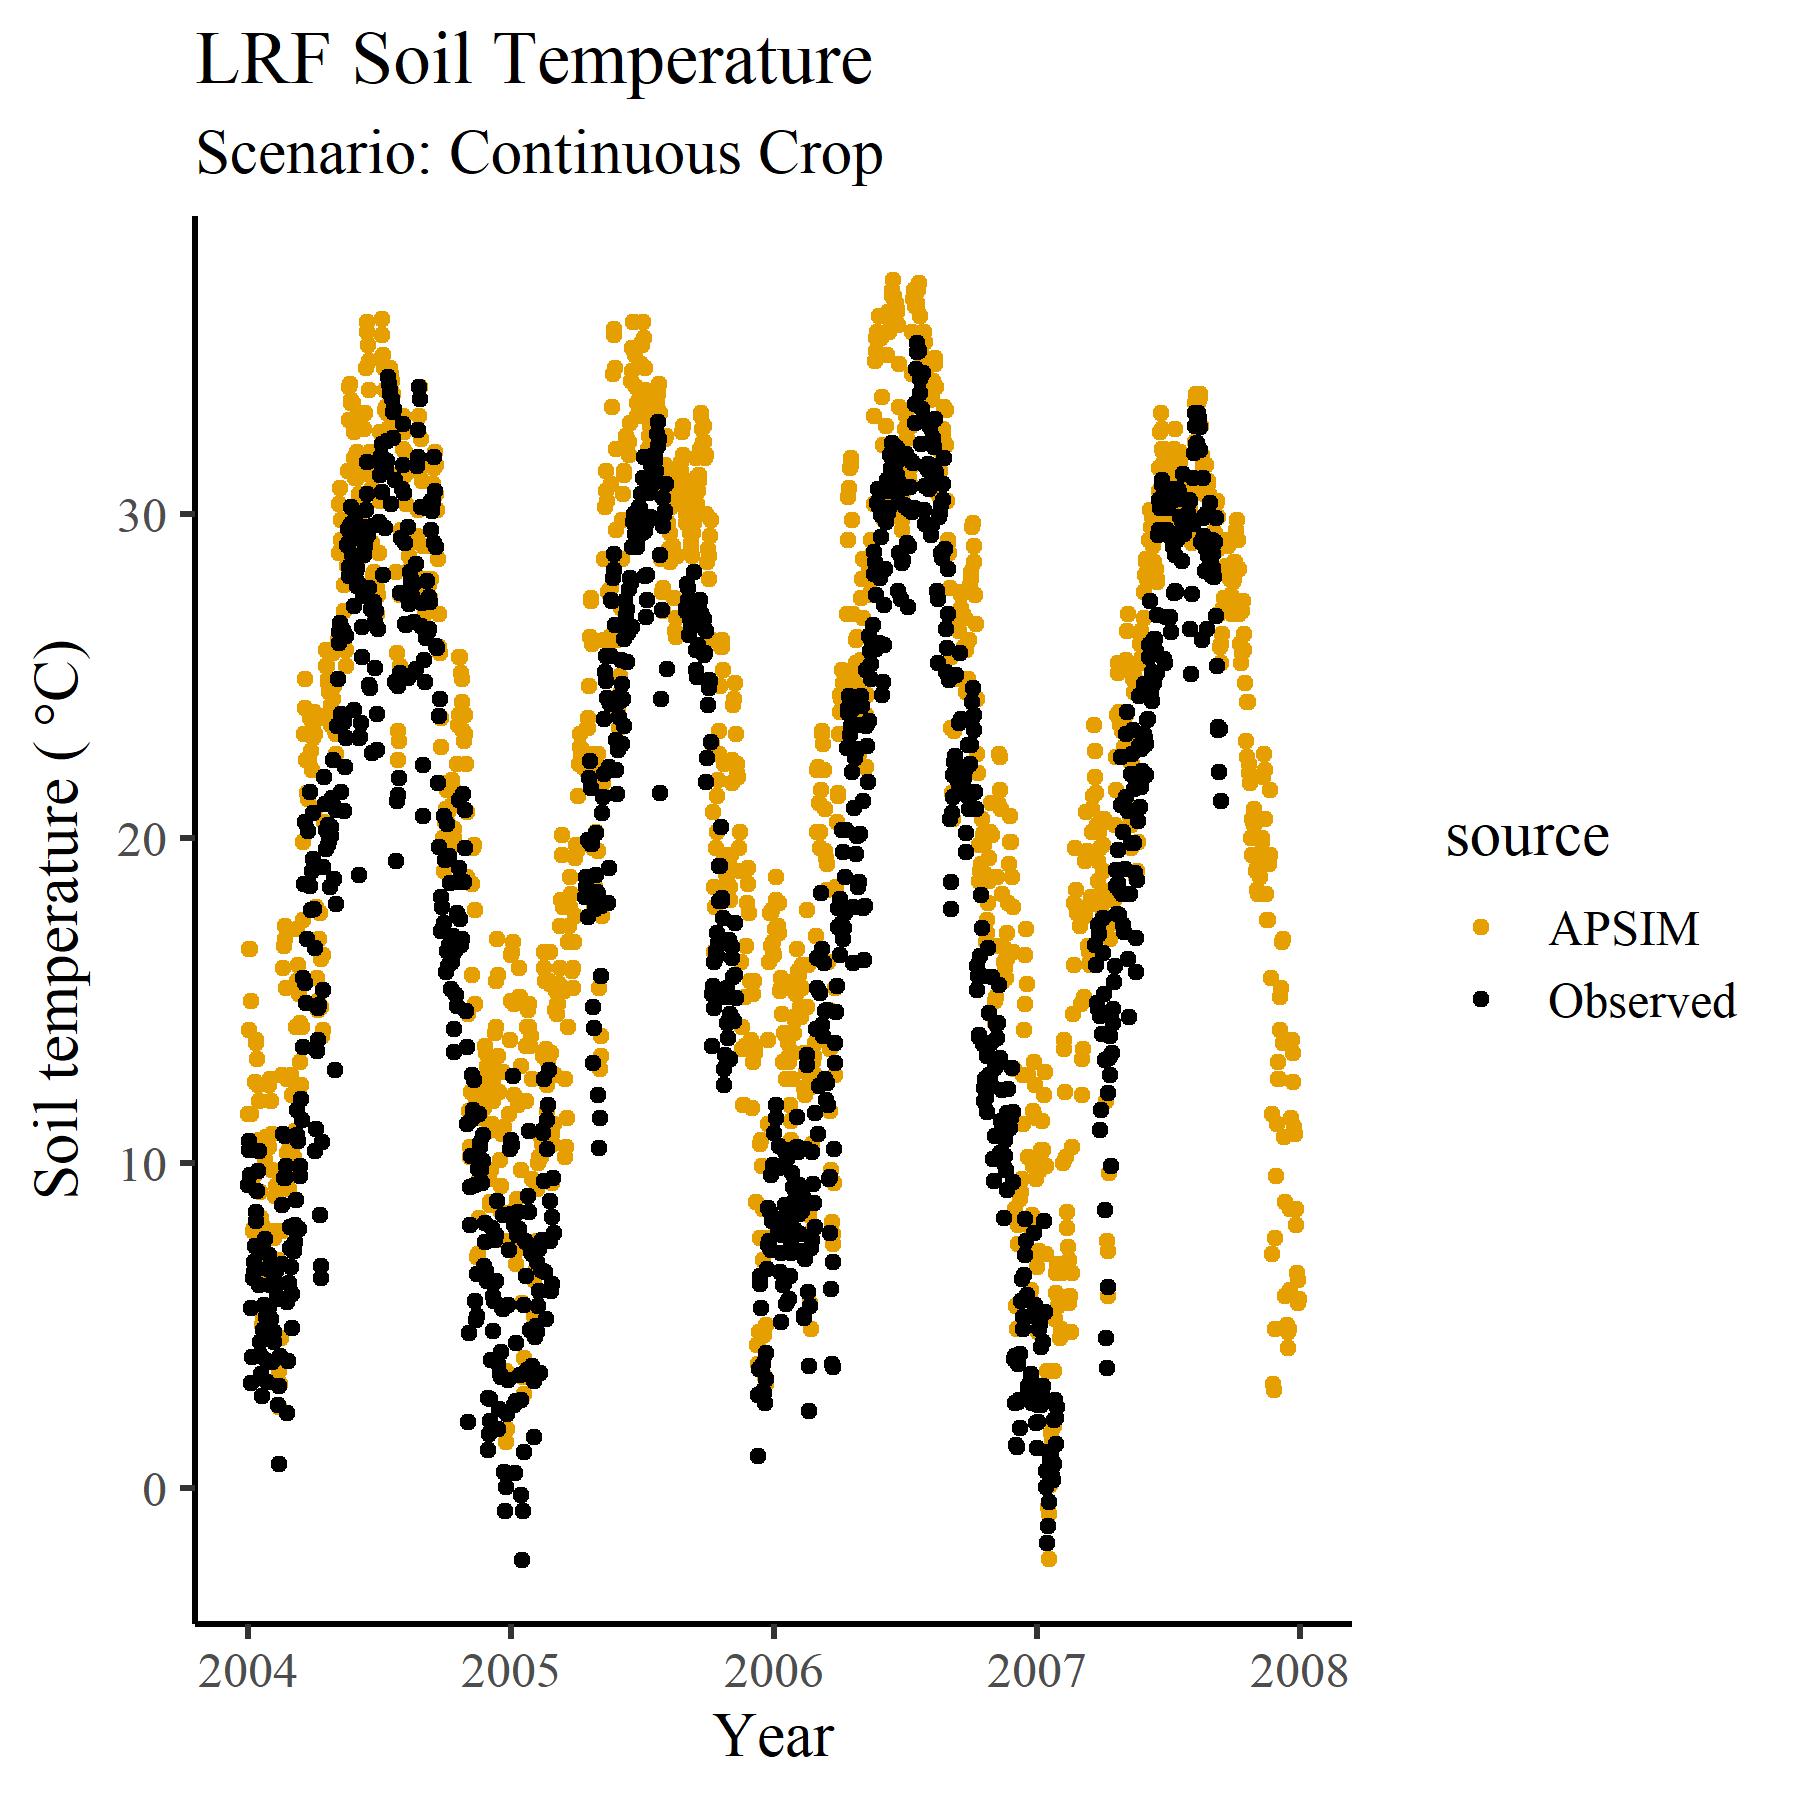 LRF Soil Temperature
Scenario: Continuous Crop
Soil temperature ( °C)
30
20
10
0
2004 2005 2006 2007 2008
Year
source
APSIM
Observed